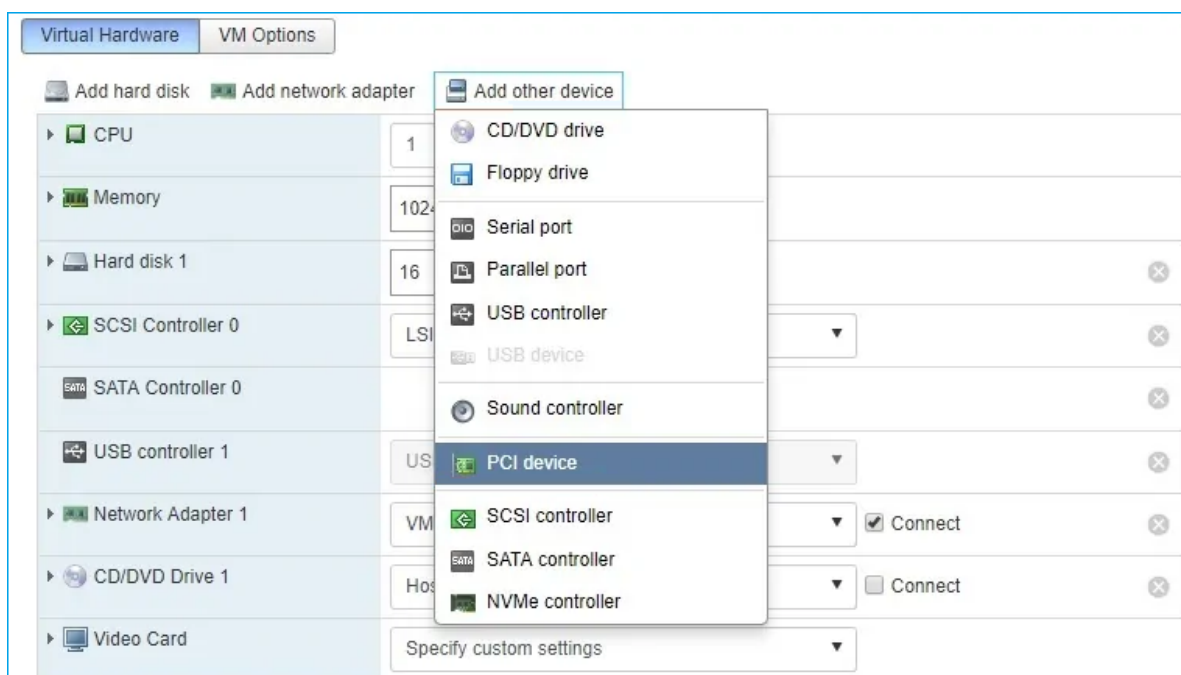 Virtual Hardware VM Options
Add hard disk Add network adapter Add other device
CPU 1
Memory 1024
Hard disk 1 16
SCSI Controller 0 LSI
SATA Controller 0
USB controller 1 US
Network Adapter 1 VM Connect
CD/DVD Drive 1 Hos Connect
Video Card Specify custom settings
CD/DVD drive
Floppy drive
Serial port
Parallel port
USB controller
USB device
Sound controller
PCI device
SCSI controller
SATA controller
NVMe controller